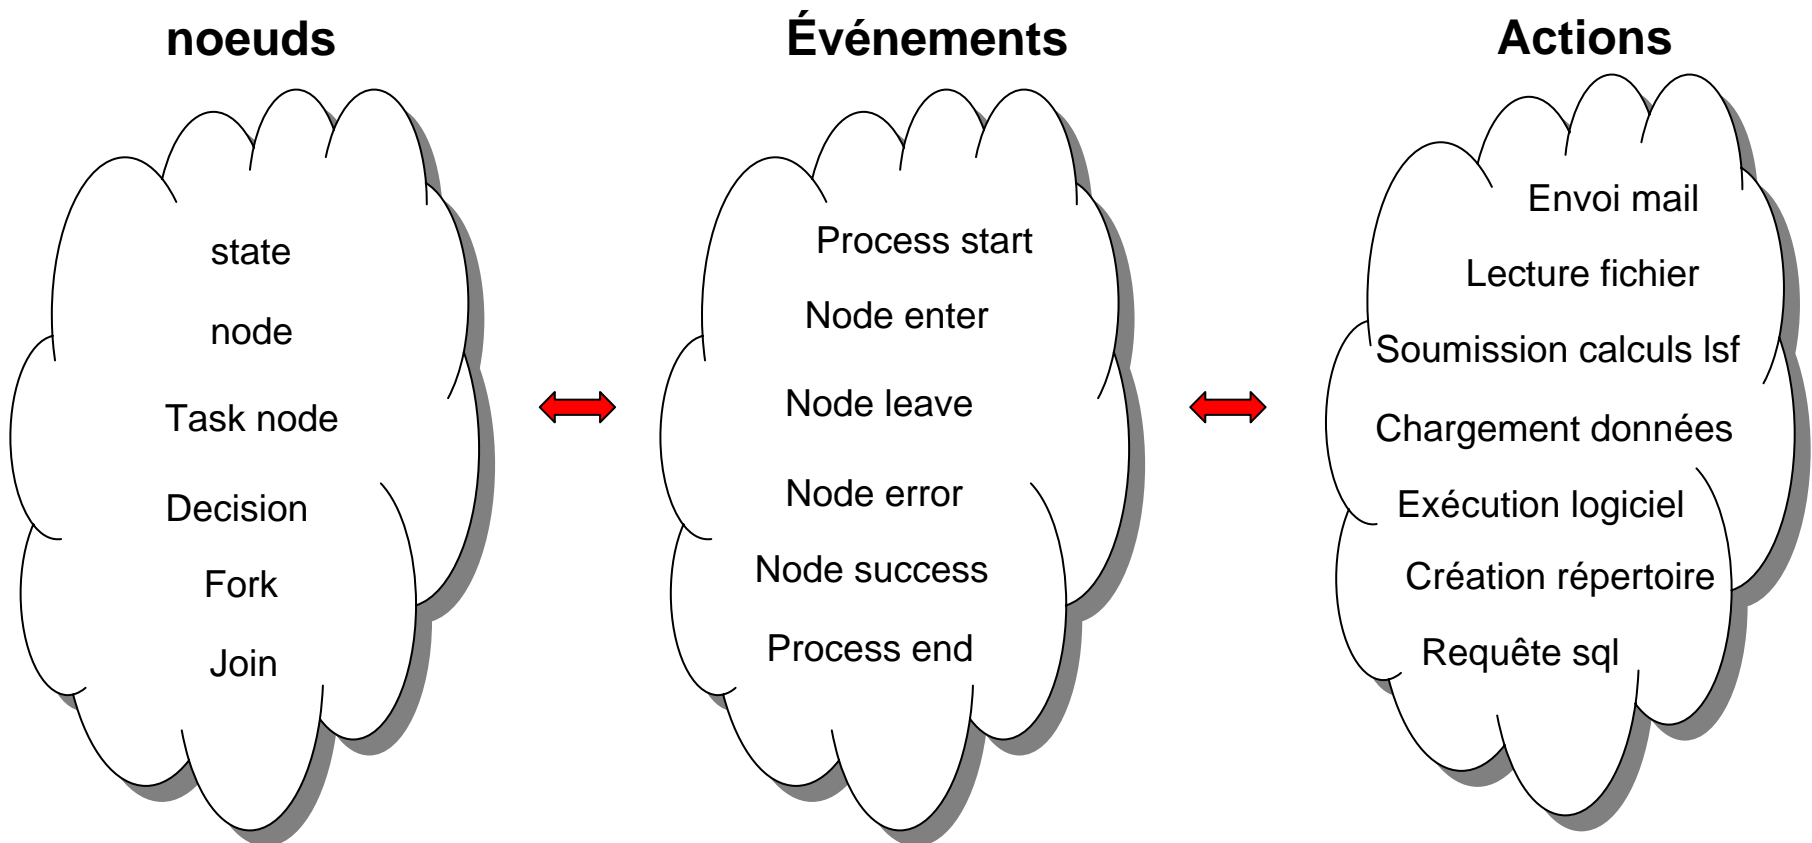 noeuds
state
node
Task node
Decision
Fork
Join
Événements
Process start
Node enter
Node leave
Node error
Node success
Process end
Actions
Envoi mail
Lecture fichier
Soumission calculs lsf
Chargement données
Exécution logiciel
Création répertoire
Requête sql